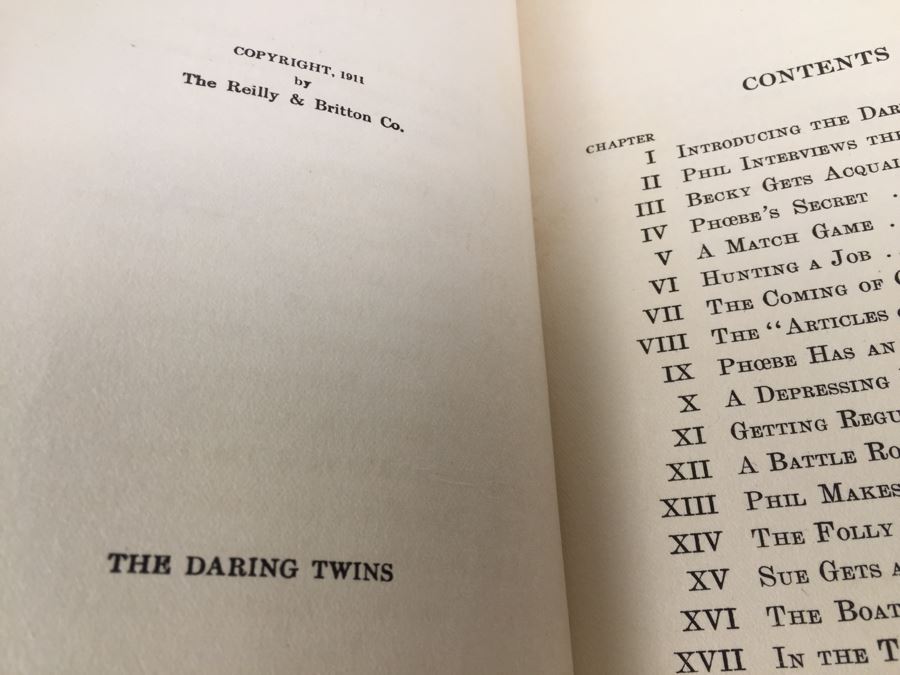 COPYRIGHT, 1911
by
The Reilly & Britton Co.
THE DARING TWINS
CONTENTS
CHAPTER
I INTRODUCING THE
II PHIL INTERVIEWS
III BECKY GETS
IV PHŒBE'S SECRET .
V A MATCH GAME .
VI HUNTING A JOB . .
VII THE COMING OF
VIII THE "ARTICLES
IX PHŒBE HAS AN
X A DEPRESSING
XI GETTING
XII A BATTLE
XIII PHIL MAKES
XIV THE FOLLY
XV SUE GETS
XVI THE BOAT
XVII IN THE